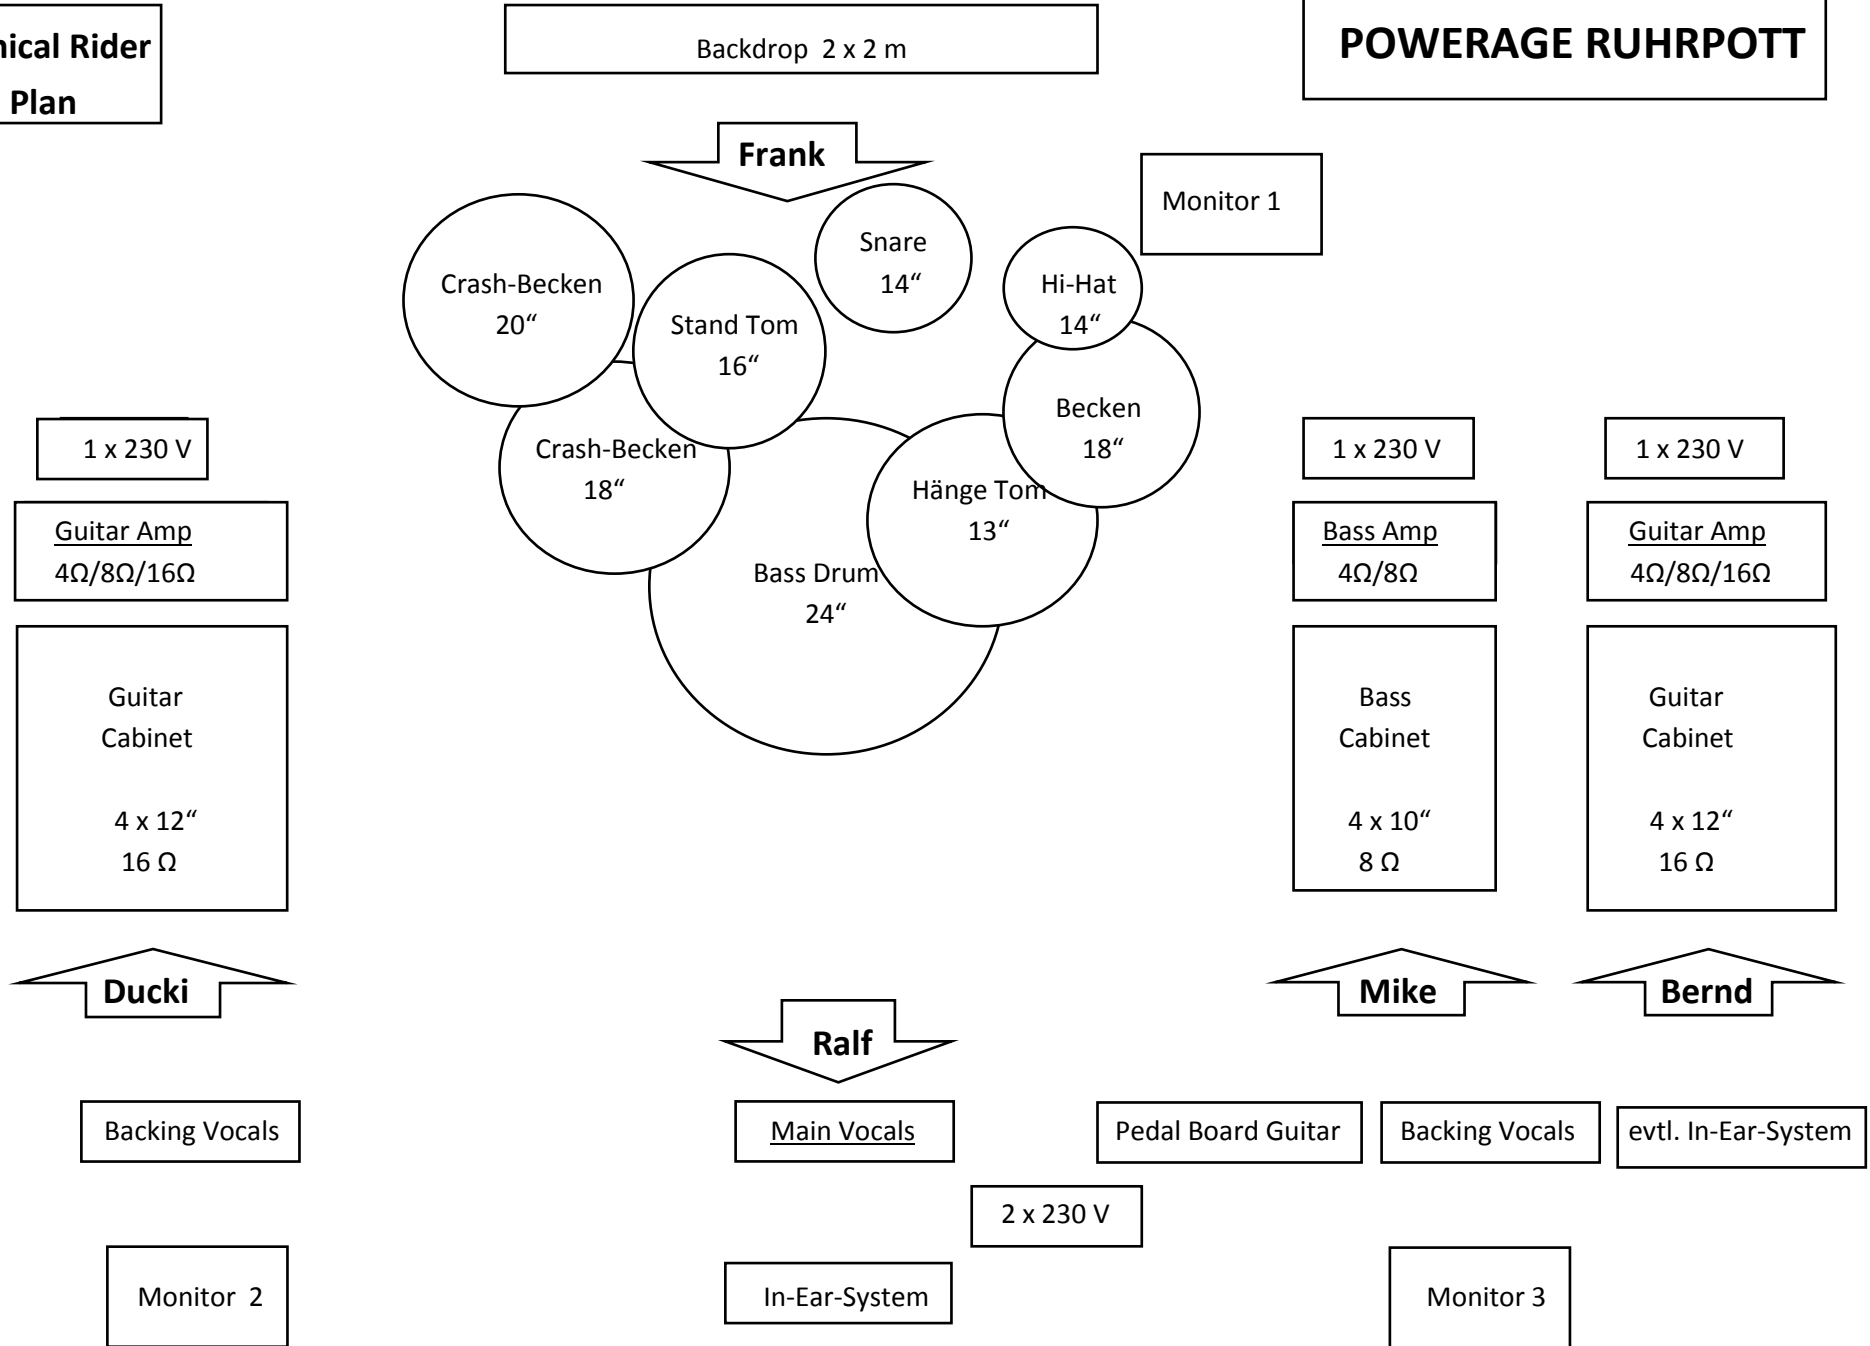 Rider
Plan
Backdrop 2 x 2 m
POWERAGE RUHRPOTT
Frank
Monitor 1
Snare
14“
Crash-Becken
20“
Hi-Hat
14“
Stand Tom
16“
Becken
18“
Crash-Becken
18“
Hänge Tom
13“
Bass Drum
24“
1 x 230 V
1 x 230 V
1 x 230 V
Guitar Amp
4Ω/8Ω/16Ω
Bass Amp
4Ω/8Ω
Guitar Amp
4Ω/8Ω/16Ω
Guitar
Cabinet
4 x 12“
16 Ω
Bass
Cabinet
4 x 10“
8 Ω
Guitar
Cabinet
4 x 12“
16 Ω
Ducki
Ralf
Mike
Bernd
Backing Vocals
Main Vocals
Pedal Board Guitar
Backing Vocals
evtl. In-Ear-System
2 x 230 V
Monitor 2
In-Ear-System
Monitor 3